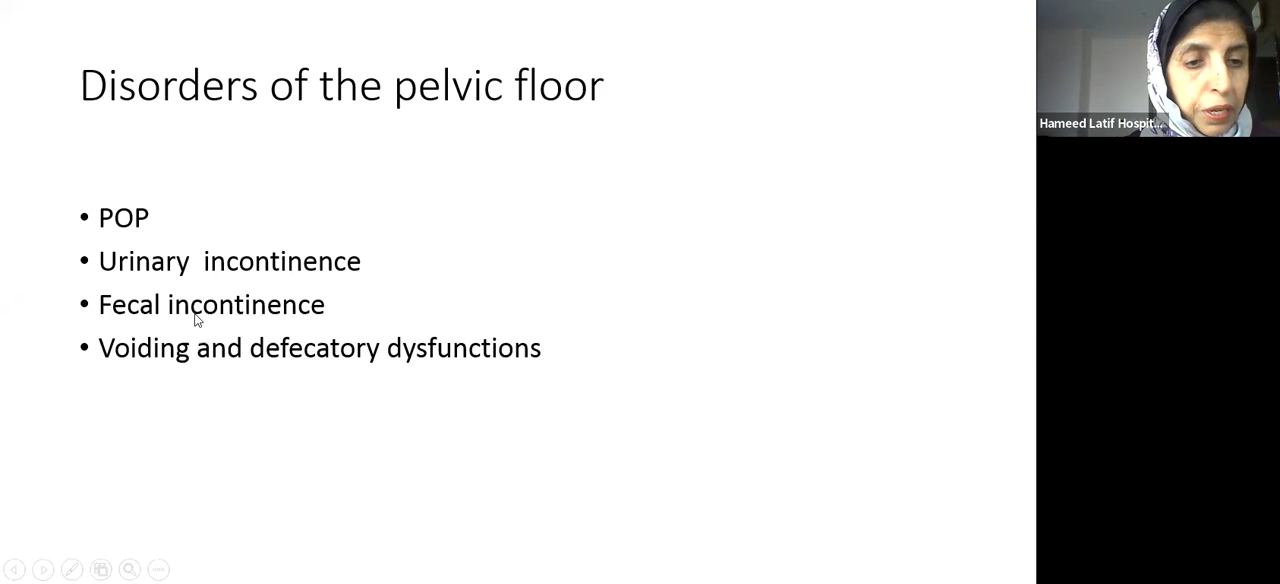 Disorders of the pelvic floor
• POP
• Urinary  incontinence
• Fecal incontinence
• Voiding and defecatory dysfunctions
Hameed Latif Hospit...